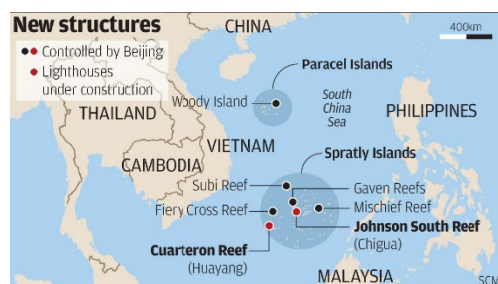 New structures
Controlled by Beijing
Lighthouses
under construction
CHINA
400km
Paracel Islands
Woody Island
South
China
Sea
THAILAND
PHILIPPINES
VIETNAM
CAMBODIA
Spratly Islands
Subi Reef
Gaven Reefs
Fiery Cross Reef
Mischief Reef
Johnson South Reef
(Chigua)
Cuarteron Reef
(Huayang)
MALAYSIA
SCM